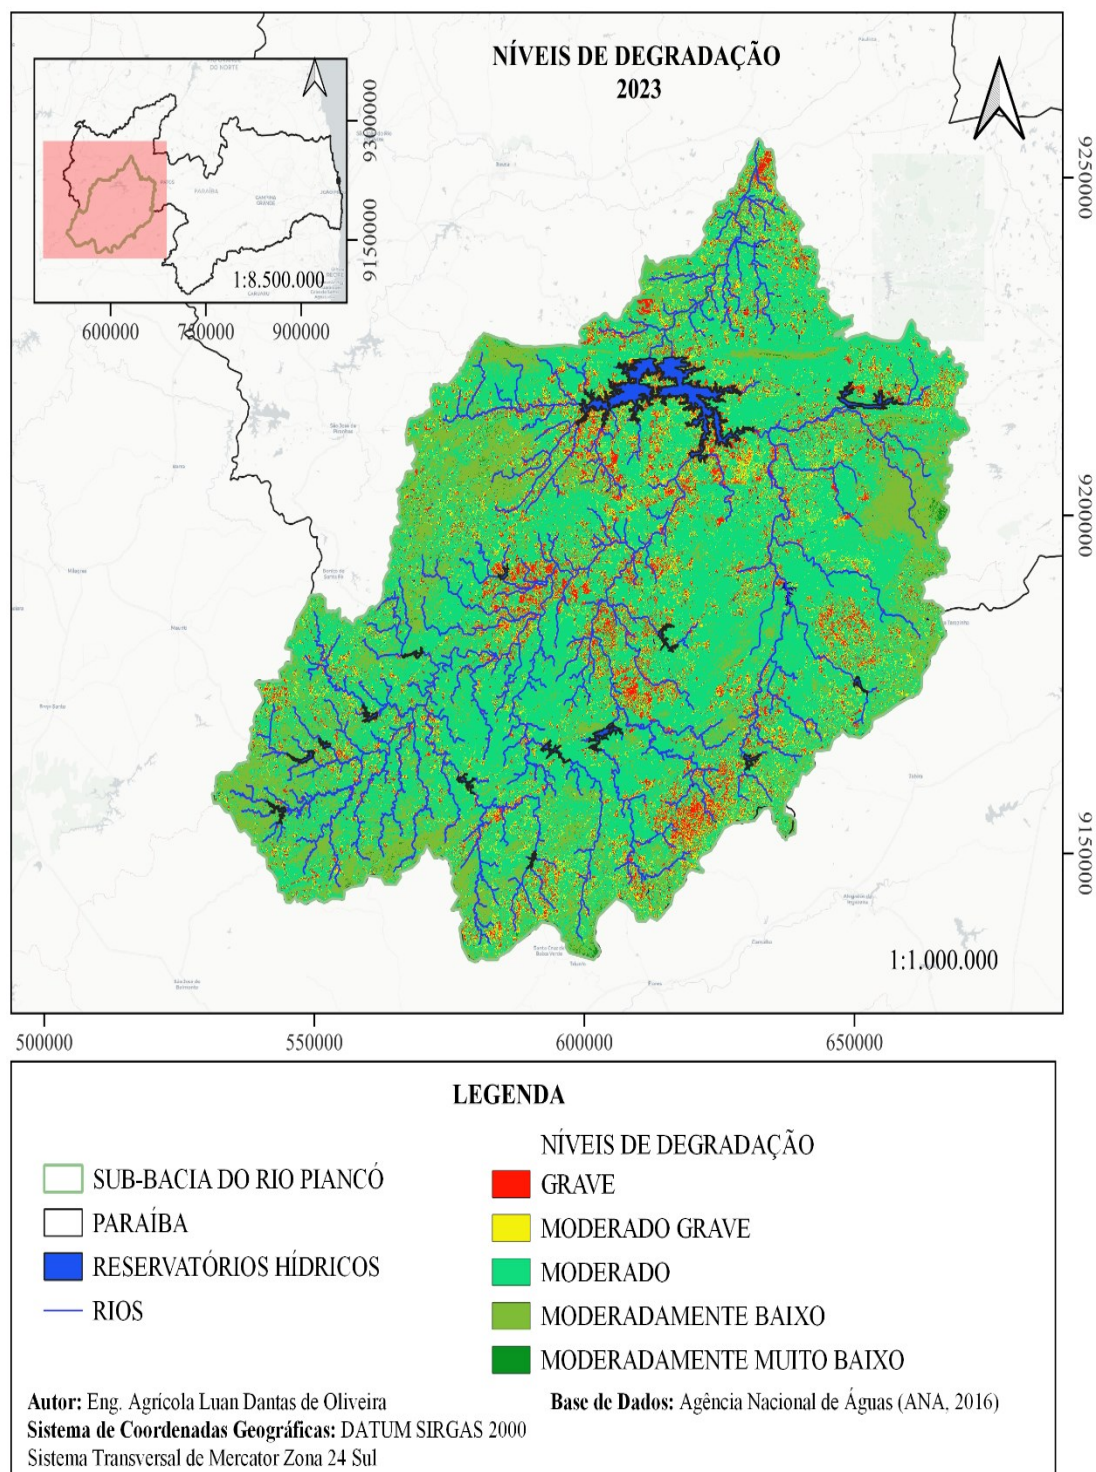 NÍVEIS DE DEGRADAÇÃO
2023
PARAÍBA
1:8.500.000
9300000
9150000
600000
750000
900000
9250000
9200000
9150000
1:1.000.000
500000
550000
600000
650000
LEGENDA
SUB-BACIA DO RIO PIANCÓ
PARAÍBA
RESERVATÓRIOS HÍDRICOS
RIOS
NÍVEIS DE DEGRADAÇÃO
GRAVE
MODERADO GRAVE
MODERADO
MODERADAMENTE BAIXO
MODERADAMENTE MUITO BAIXO
Autor: Eng. Agrícola Luan Dantas de Oliveira
Base de Dados: Agência Nacional de Águas (ANA, 2016)
Sistema de Coordenadas Geográficas: DATUM SIRGAS 2000
Sistema Transversal de Mercator Zona 24 Sul